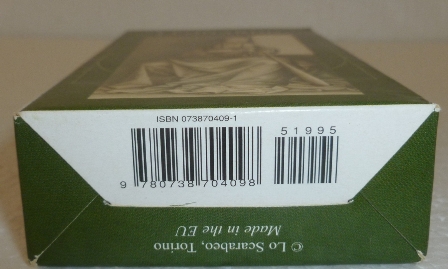 ISBN 073870409-1
51995
9 780738 704098
© Lo Scarabeo, Torino
Made in the EU